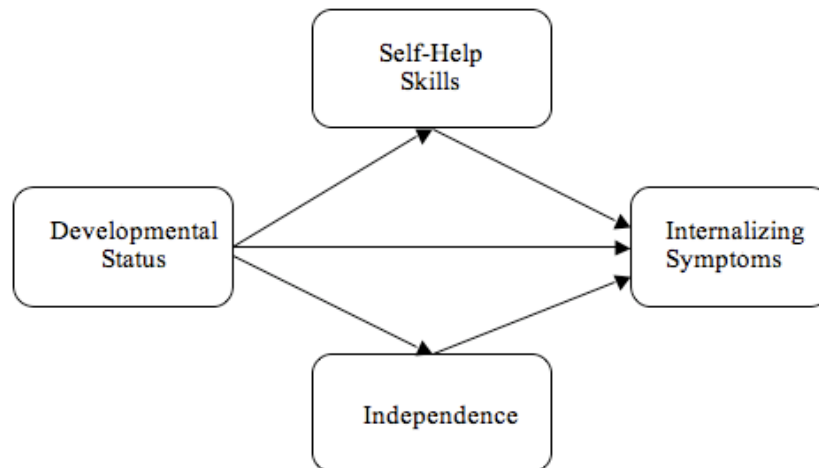 Self-Help
Skills
Developmental
Status
Internalizing
Symptoms
Independence